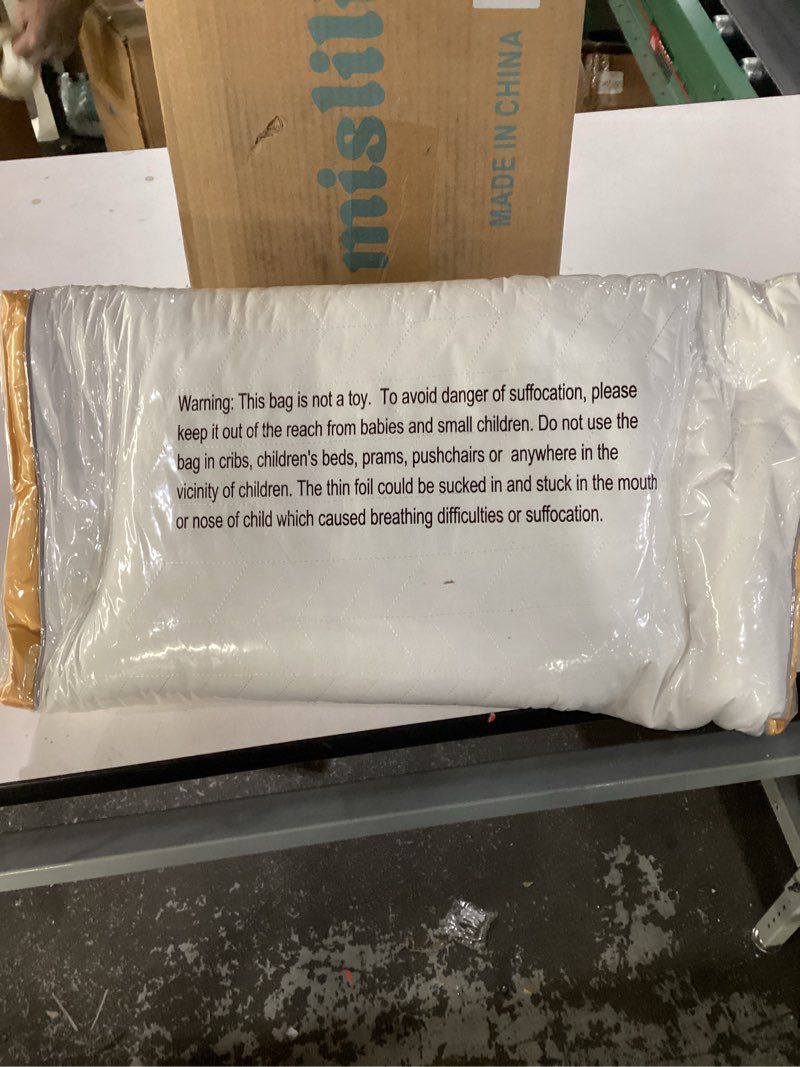 mislil
MADE IN CHINA
Warning: This bag is not a toy. To avoid danger of suffocation, please
keep it out of the reach from babies and small children. Do not use the
bag in cribs, children's beds, prams, pushchairs or anywhere in the
vicinity of children. The thin foil could be sucked in and stuck in the mouth
or nose of child which caused breathing difficulties or suffocation.